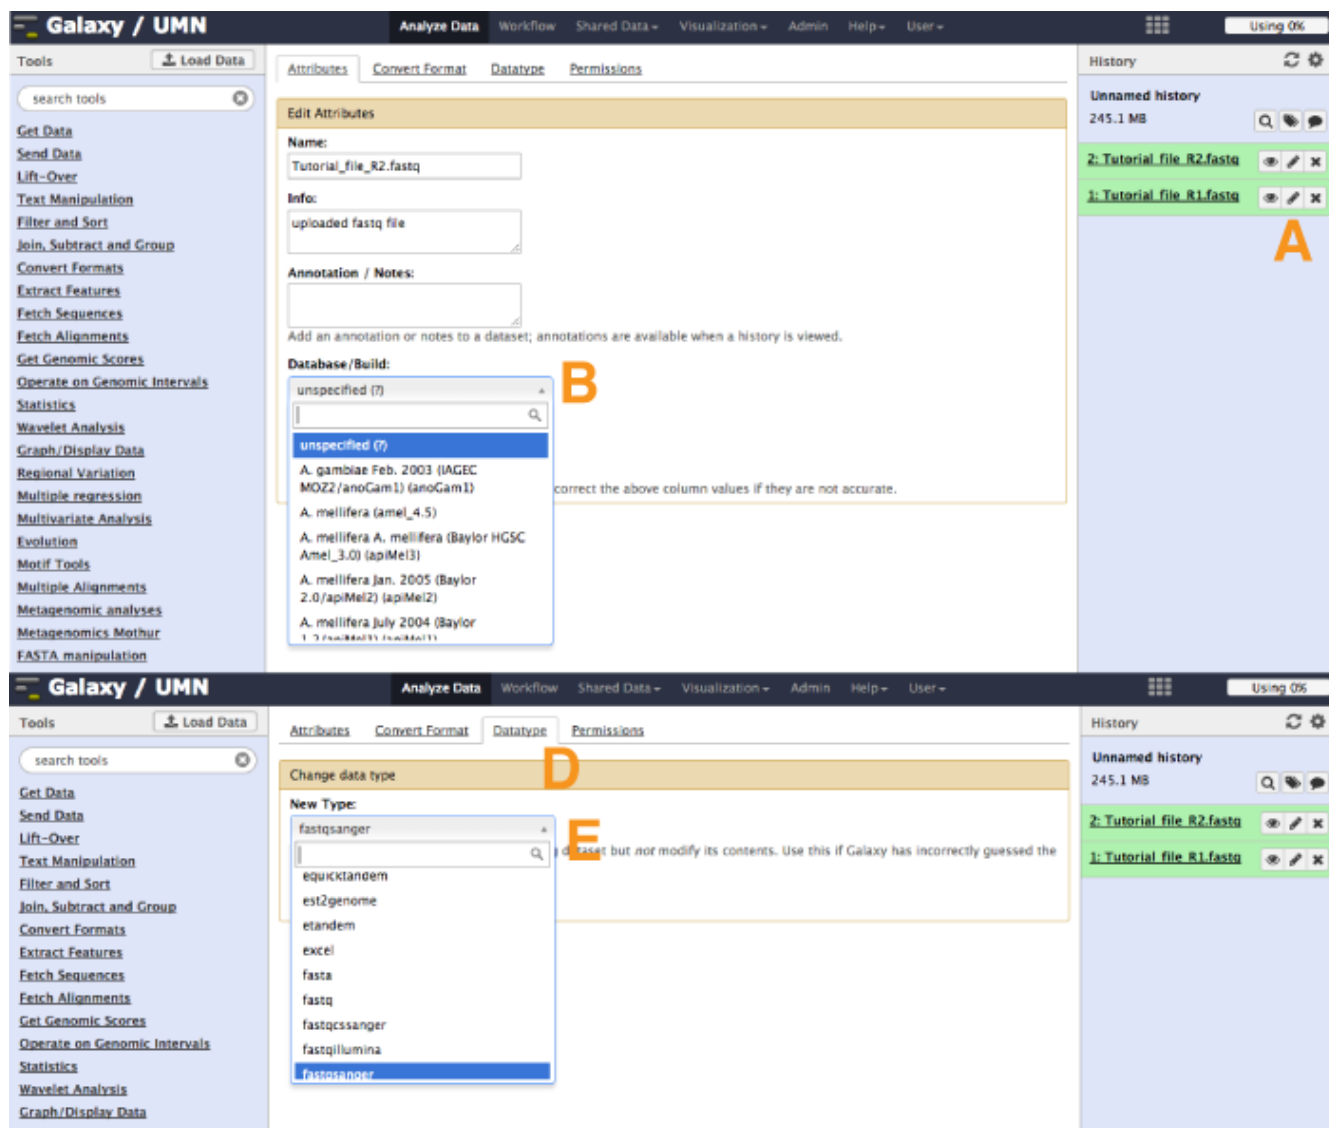 Galaxy / UMN
Analyze Data Workflow Shared Data Visualization Admin Help User
Using 0%
Tools
Load Data
search tools
Get Data
Send Data
Lift-Over
Text Manipulation
Filter and Sort
Join, Subtract and Group
Convert Formats
Extract Features
Fetch Sequences
Fetch Alignments
Get Genomic Scores
Operate on Genomic Intervals
Statistics
Wavelet Analysis
Graph/Display Data
Regional Variation
Multiple regression
Multivariate Analysis
Evolution
Motif Tools
Multiple Alignments
Metagenomic analyses
Metagenomics Mothur
FASTA manipulation
Attributes Convert Format Datatype Permissions
Edit Attributes
Name:
Tutorial_file_R2.fastq
Info:
uploaded fastq file
Annotation / Notes:
Add an annotation or notes to a dataset; annotations are available when a history is viewed.
Database/Build:
B
unspecified (?)
unspecified (?)
A. gambiae Feb. 2003 (IAGEC
MOZ2/anoGam1) (anoGam1)
correct the above column values if they are not accurate.
A. mellifera (amel_4.5)
A. mellifera A. mellifera (Baylor HGSC
Amel_3.0) (apiMel3)
A. mellifera Jan. 2005 (Baylor
2.0/apiMel2) (apiMel2)
A. mellifera July 2004 (Baylor
1.2/apiMel1) (apiMel1)
History
Unnamed history
245.1 MB
2: Tutorial file R2.fastq
1: Tutorial file R1.fastq
A
Galaxy / UMN
Analyze Data Workflow Shared Data Visualization Admin Help User
Using 0%
Tools
Load Data
search tools
Get Data
Send Data
Lift-Over
Text Manipulation
Filter and Sort
Join, Subtract and Group
Convert Formats
Extract Features
Fetch Sequences
Fetch Alignments
Get Genomic Scores
Operate on Genomic Intervals
Statistics
Wavelet Analysis
Graph/Display Data
Attributes Convert Format Datatype Permissions
D
Change data type
New Type:
fastqsanger
E
dataset but not modify its contents. Use this if Galaxy has incorrectly guessed the
equicktandem
est2genome
etandem
excel
fasta
fastq
fastqcssanger
fastqillumina
fastqsanger
History
Unnamed history
245.1 MB
2: Tutorial file R2.fastq
1: Tutorial file R1.fastq